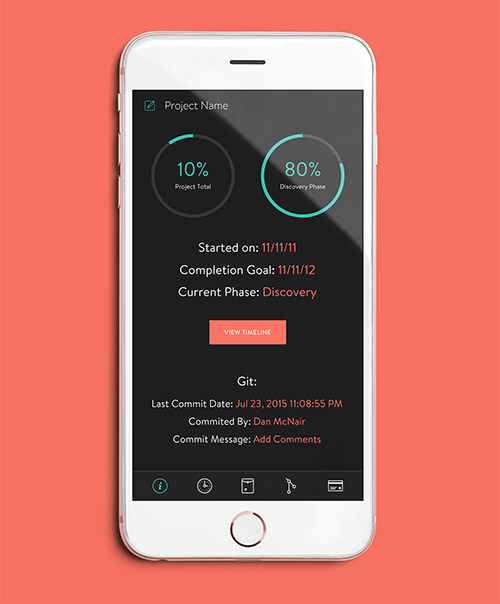 Project Name
10%
Project Total
80%
Discovery Phase
Started on: 11/11/11
Completion Goal: 11/11/12
Current Phase: Discovery
VIEW TIMELINE
Git:
Last Commit Date: Jul 23, 2015 11:08:55 PM
Commited By: Dan McNair
Commit Message: Add Comments